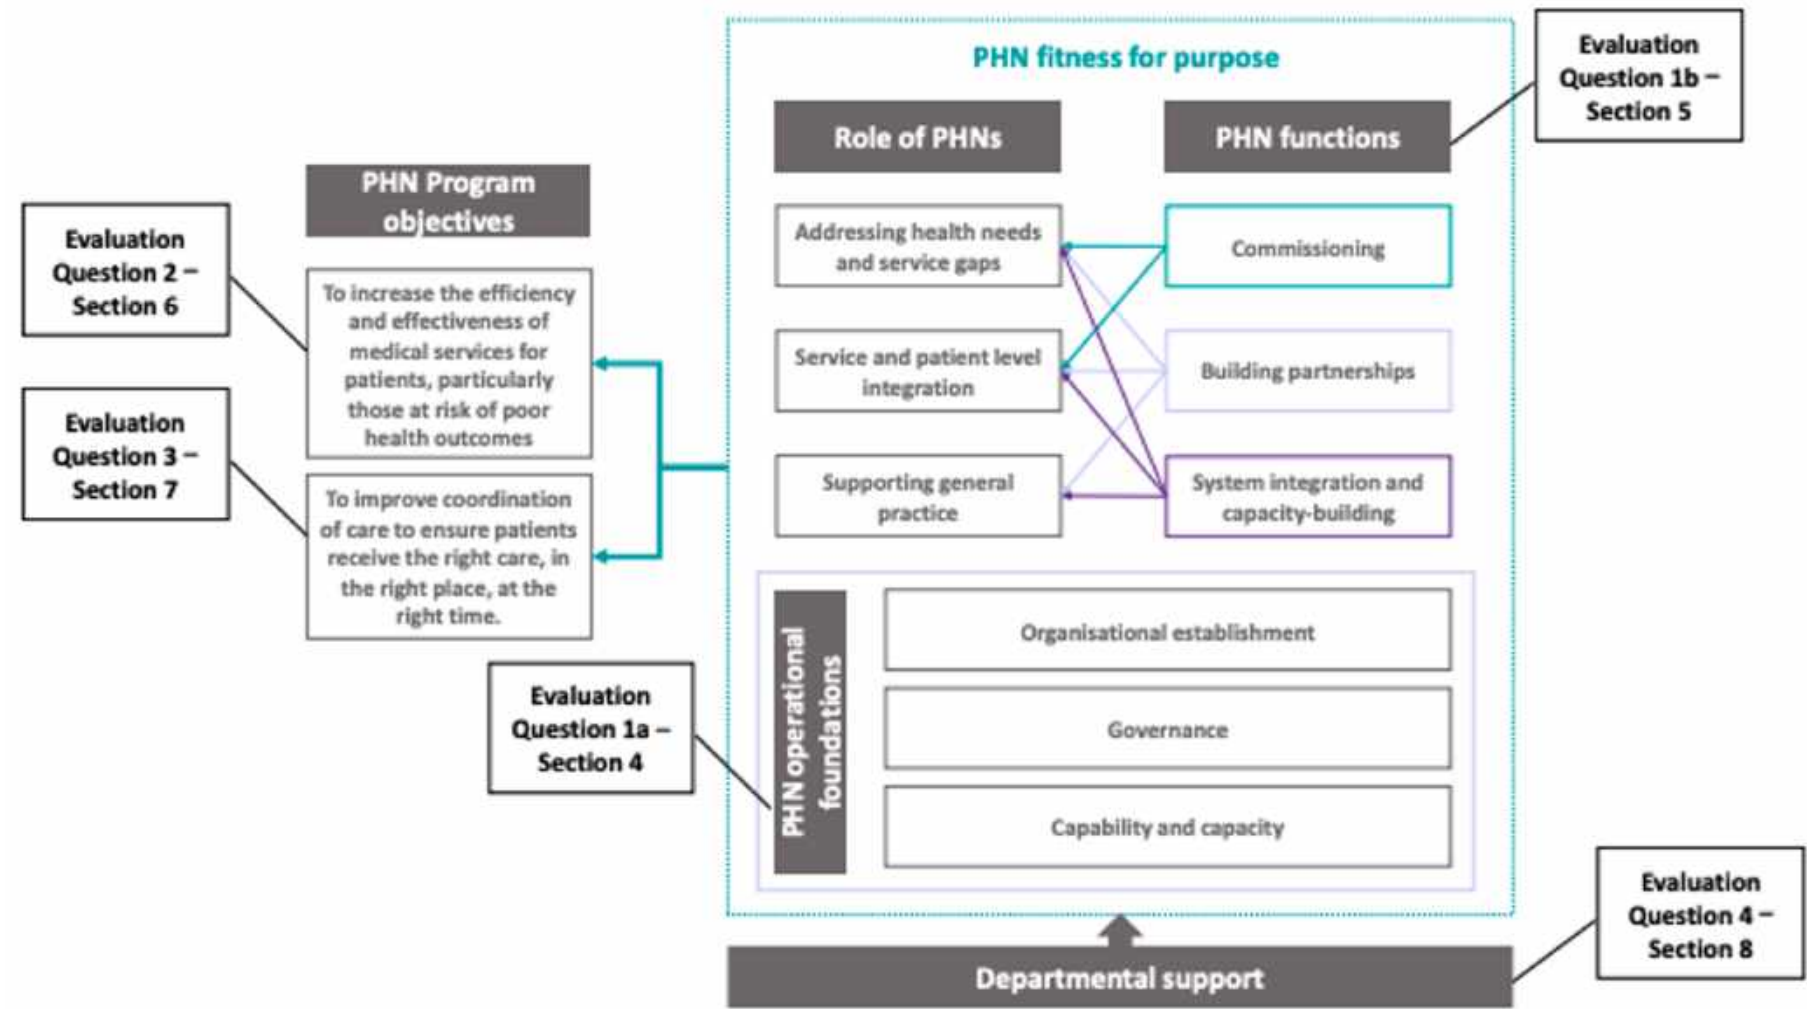 PHN fitness for purpose
Evaluation
Question 1b –
Section 5
Role of PHNs
PHN functions
PHN Program
objectives
Evaluation
Question 2 –
Section 6
To increase the efficiency
and effectiveness of
medical services for
patients, particularly
those at risk of poor
health outcomes
Evaluation
Question 3 –
Section 7
To improve coordination
of care to ensure patients
receive the right care, in
the right place, at the
right time.
Addressing health needs
and service gaps
Commissioning
Service and patient level
integration
Building partnerships
Supporting general
practice
System integration and
capacity-building
Evaluation
Question 1a –
Section 4
PHN operational
foundations
Organisational establishment
Governance
Capability and capacity
Evaluation
Question 4 –
Section 8
Departmental support